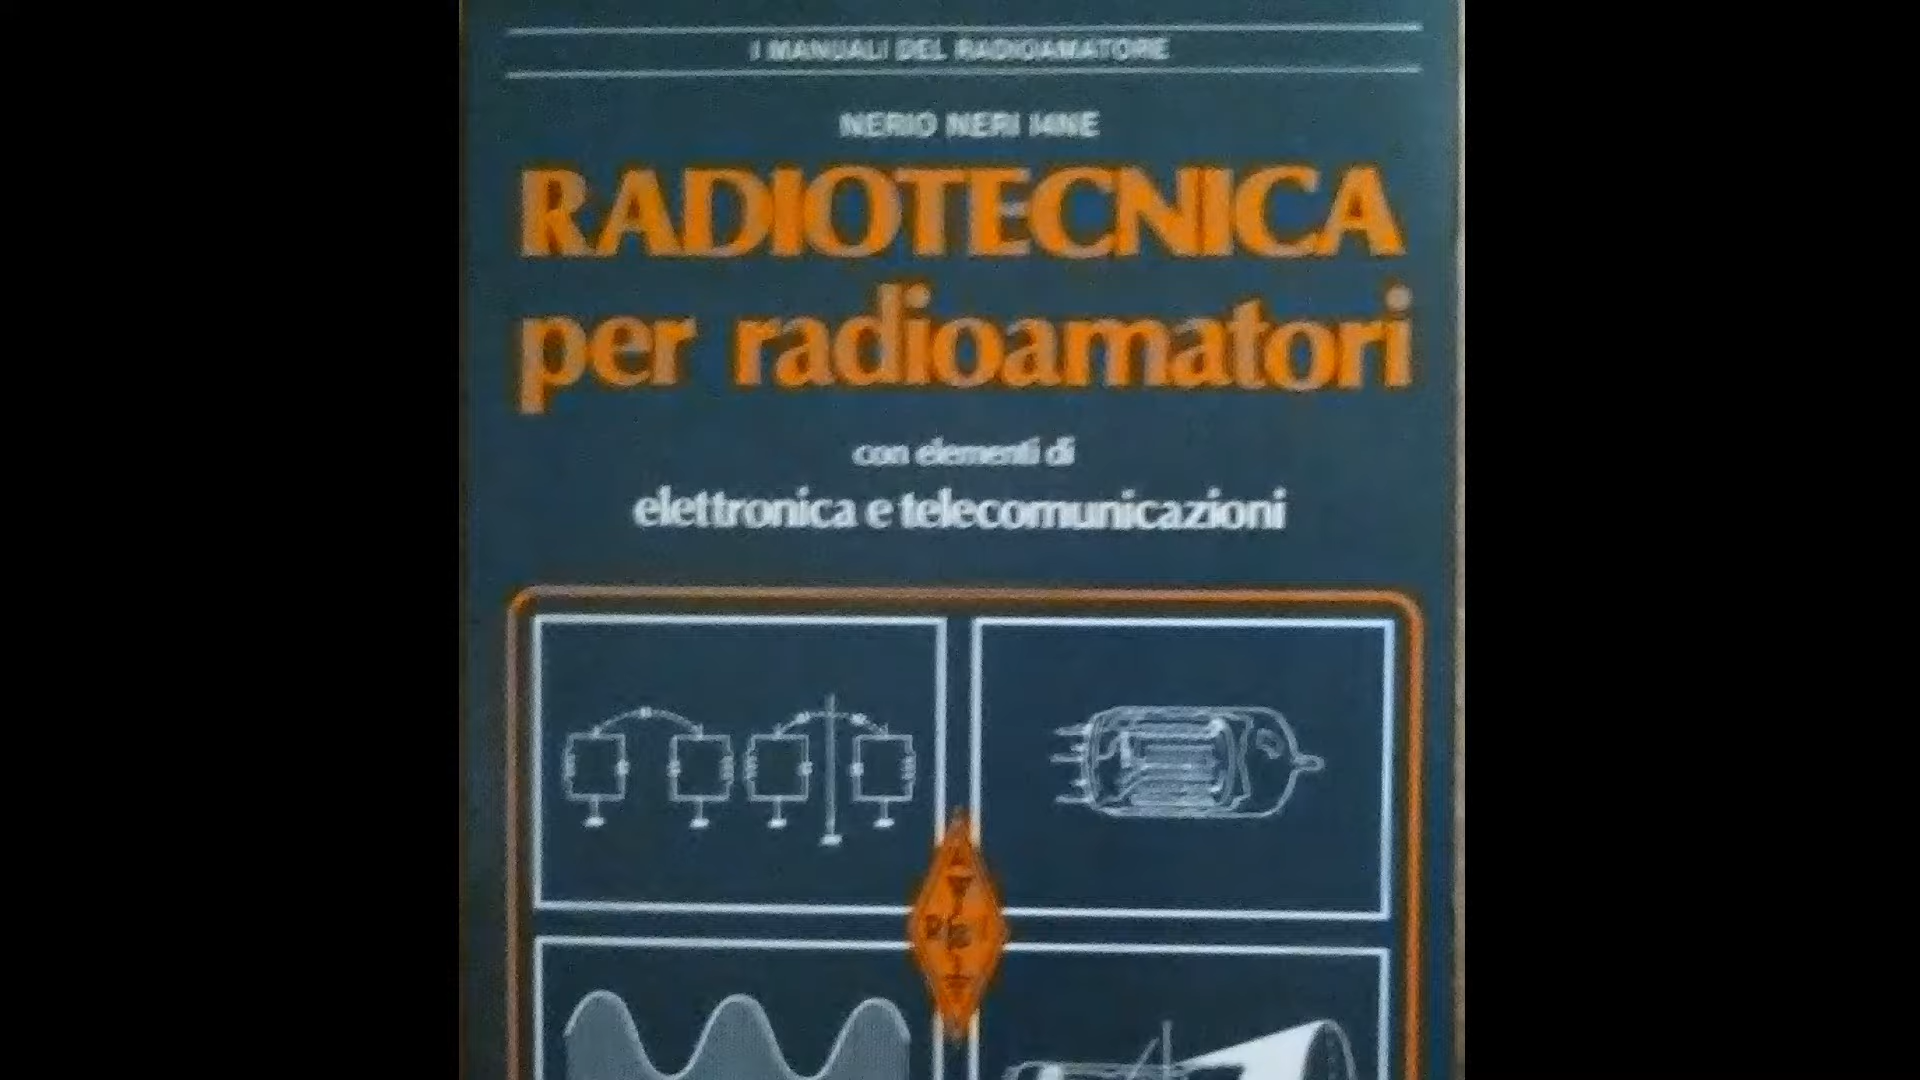 I MANUALI DEL RADIOAMATORE
NERIO NERI I4NE
RADIOTECNICA
per radioamatori
con elementi di
elettronica e telecomunicazioni
A
R I